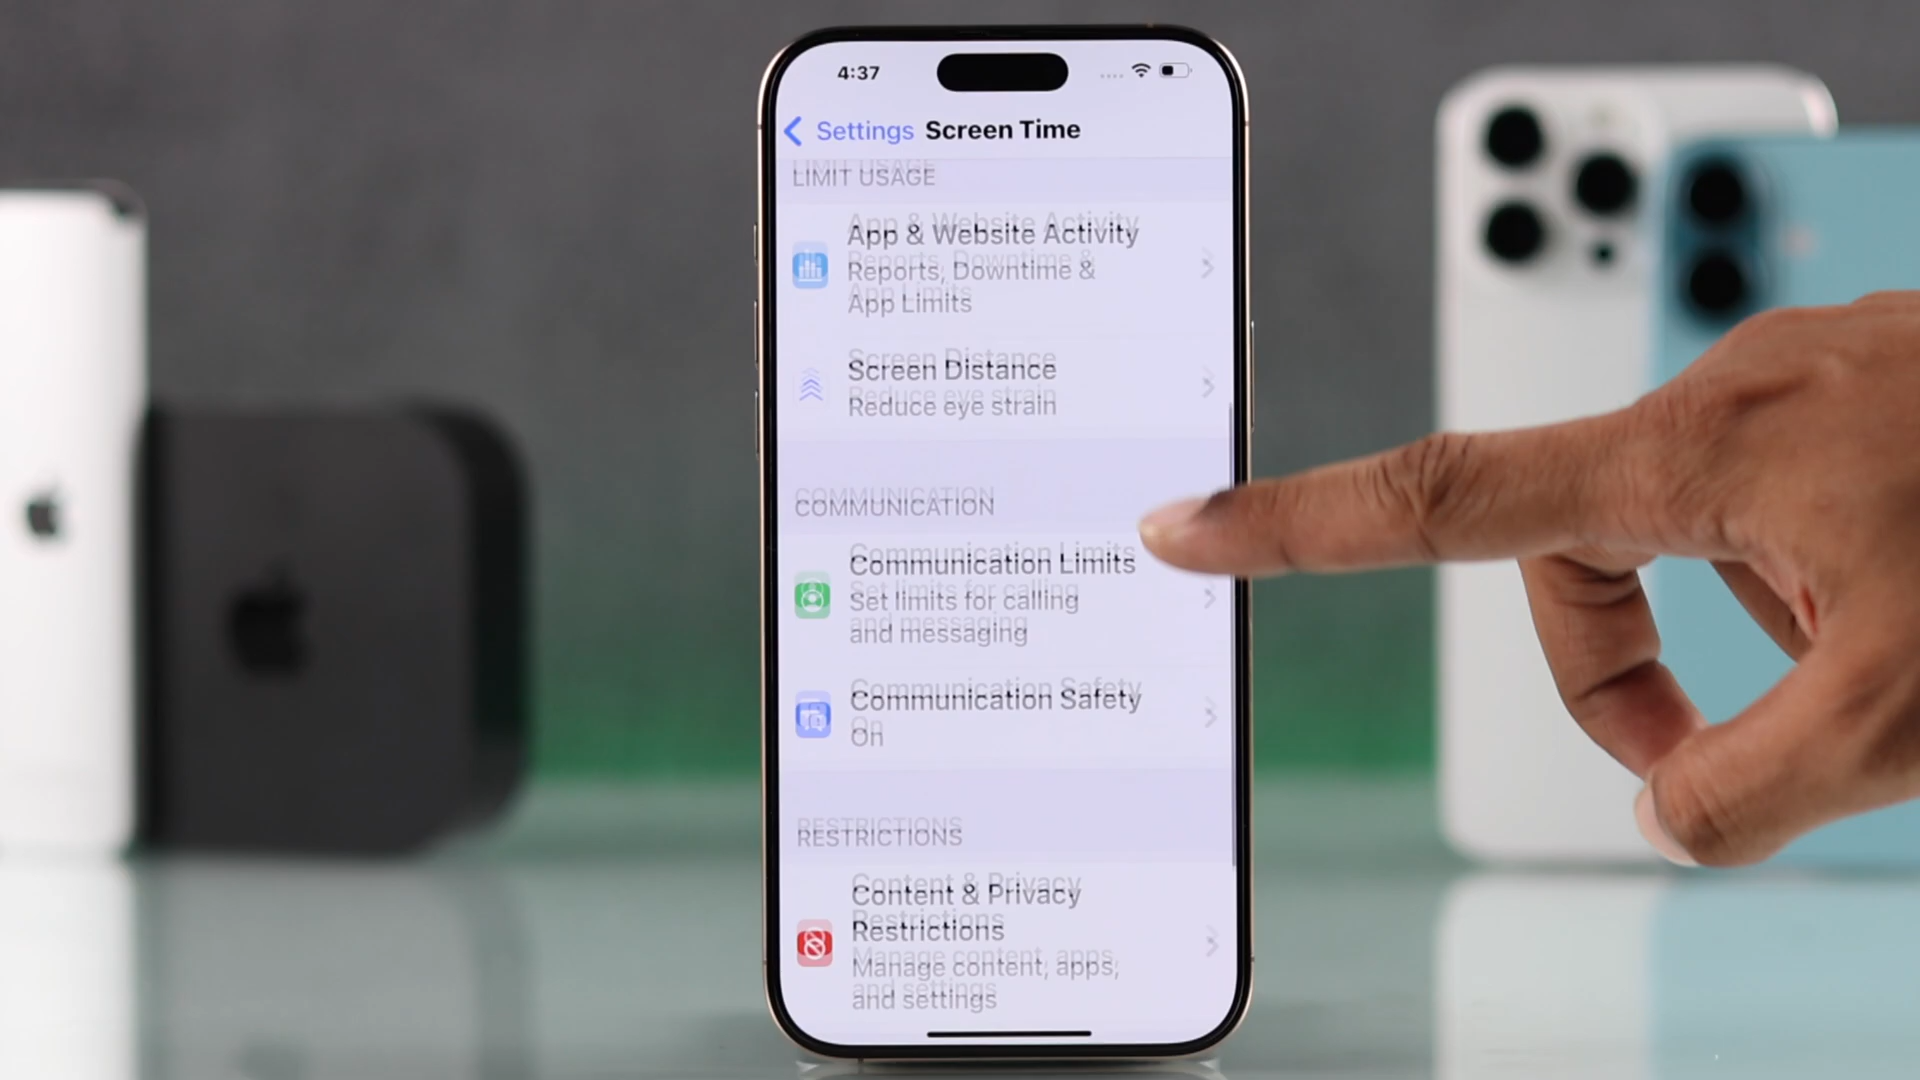 4:37
Settings Screen Time
LIMIT USAGE
App & Website Activity
Reports, Downtime &
App Limits
Screen Distance
Reduce eye strain
COMMUNICATION
Communication Limits
Set limits for calling
and messaging
Communication Safety
On
RESTRICTIONS
Content & Privacy
Restrictions
Manage content, apps,
and settings